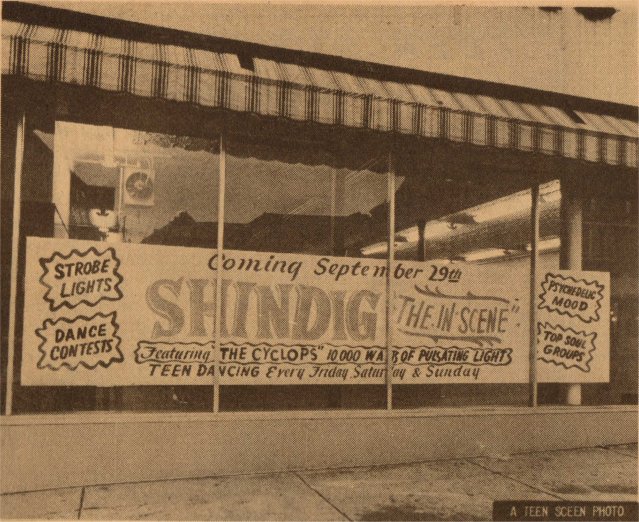 Coming September 29th
STROBE LIGHTS
SHINDIG "THE IN SCENE"
PSYCHEDELIC MOOD
DANCE CONTESTS
Featuring "THE CYCLOPS" 10,000 WATTS OF PULSATING LIGHT
TOP SOUL GROUPS
TEEN DANCING Every Friday Saturday & Sunday
A TEEN SCEEN PHOTO